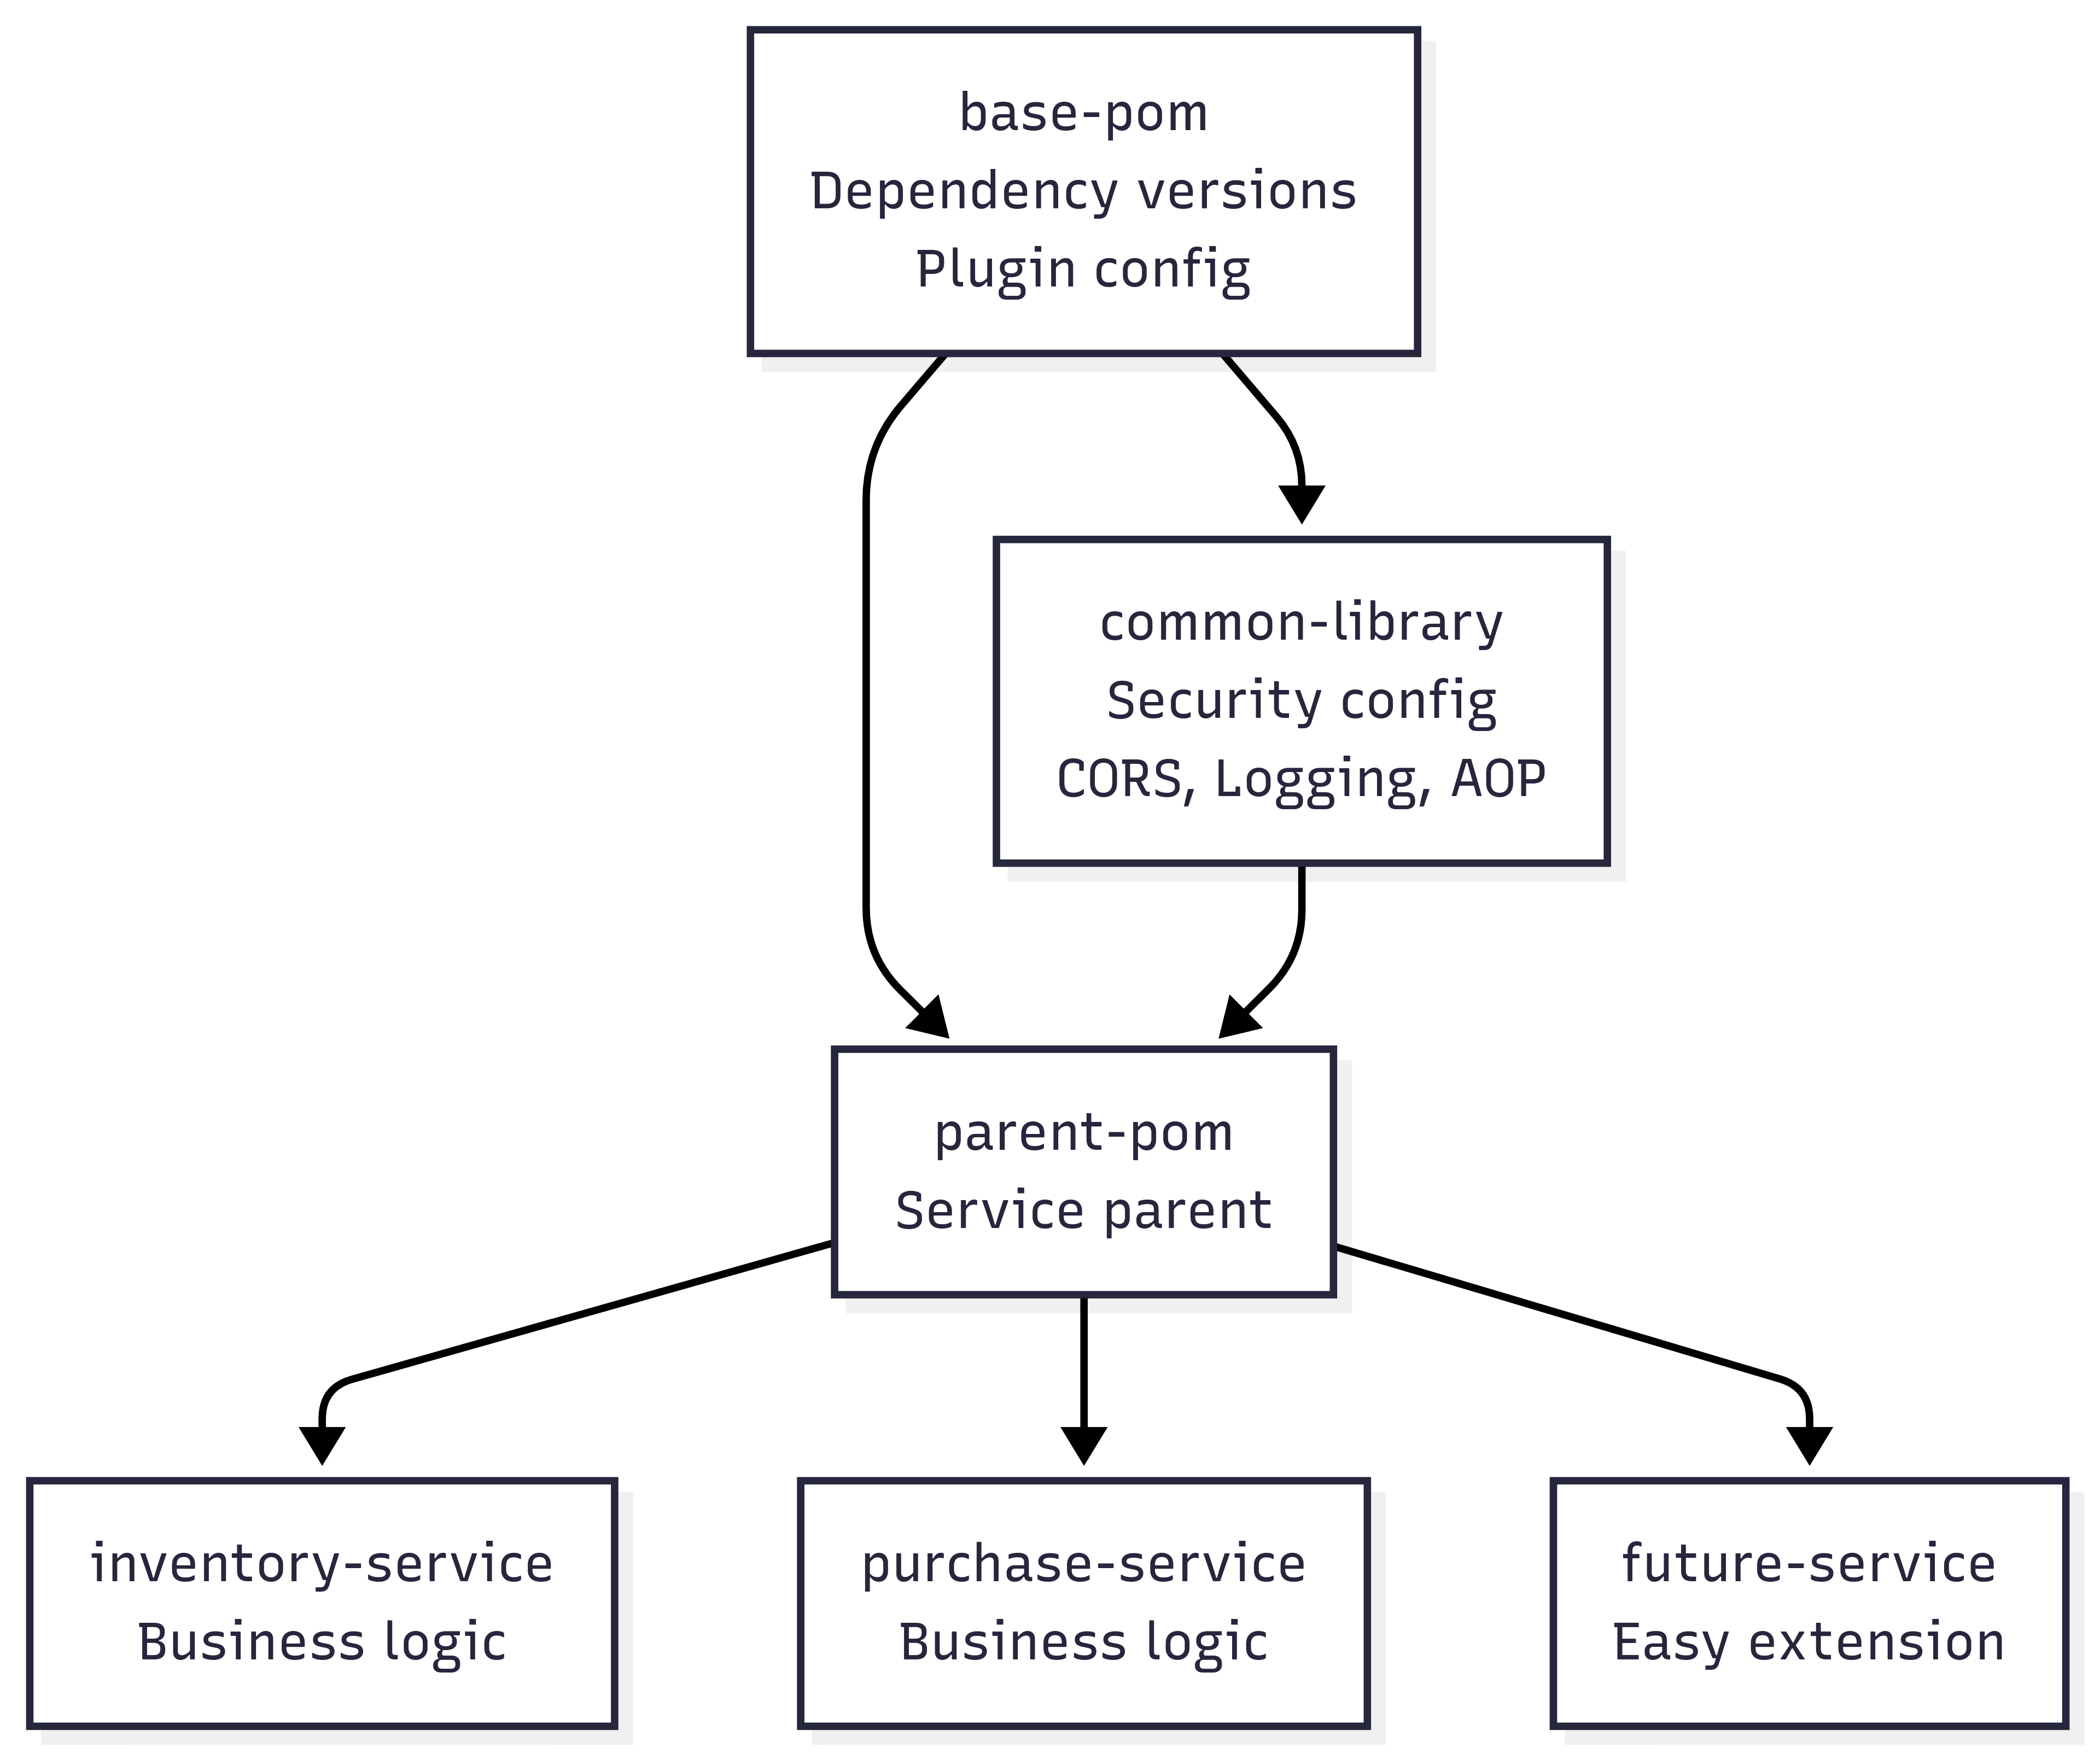 base-pom
Dependency versions
Plugin config
common-library
Security config
CORS, Logging, AOP
parent-pom
Service parent
inventory-service
Business logic
purchase-service
Business logic
future-service
Easy extension